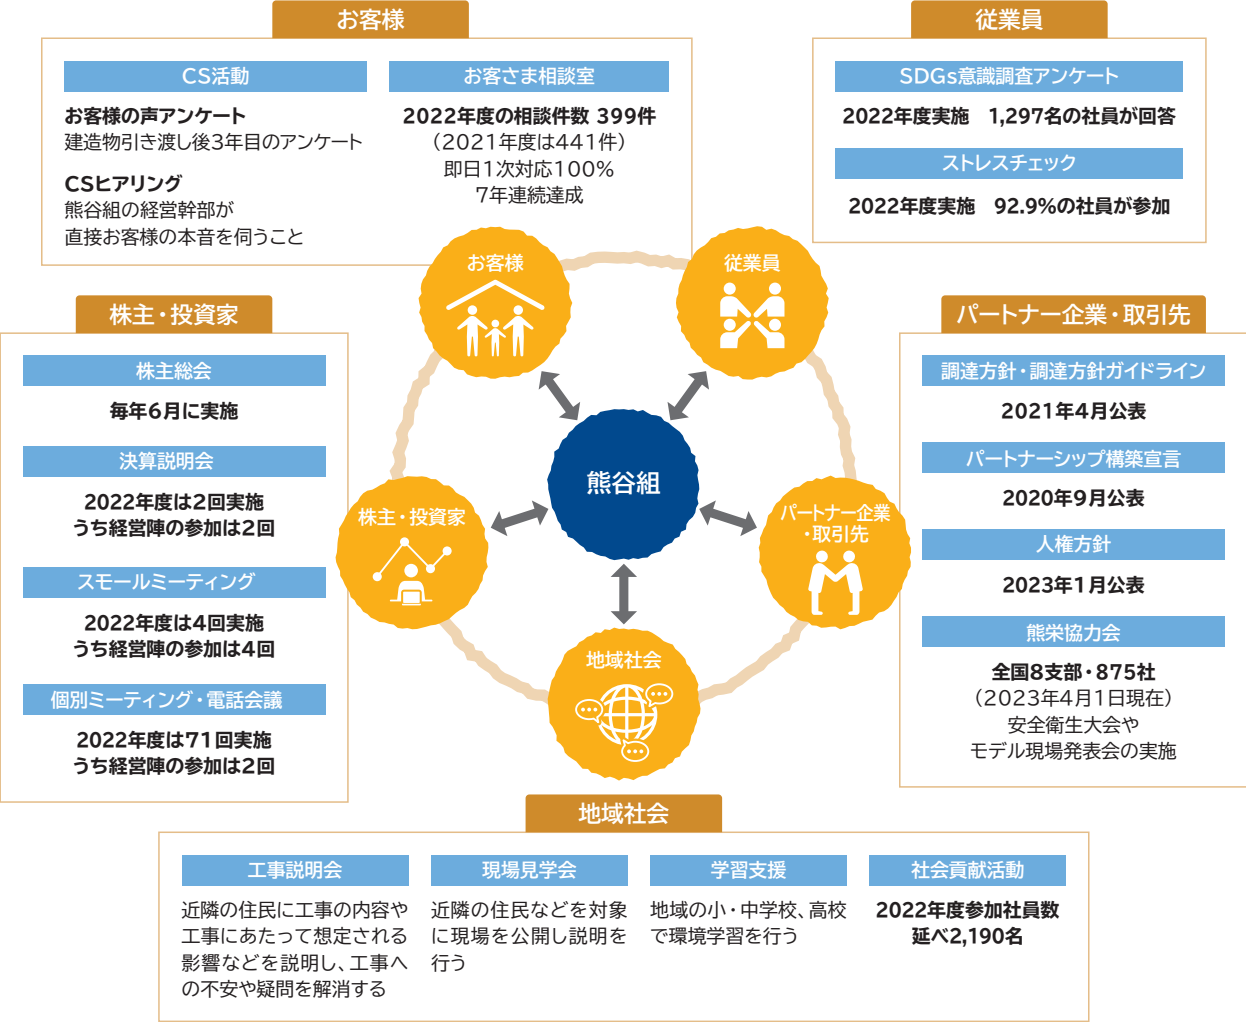 お客様
CS活動
お客様の声アンケート
建造物引き渡し後3年目のアンケート
CSヒアリング
熊谷組の経営幹部が
直接お客様の本音を伺うこと
お客さま相談室
2022年度の相談件数 399件
（2021年度は441件）
即日1次対応100%
7年連続達成
従業員
SDGs意識調査アンケート
2022年度実施　1,297名の社員が回答
ストレスチェック
2022年度実施　92.9%の社員が参加
株主・投資家
株主総会
毎年6月に実施
決算説明会
2022年度は2回実施
うち経営陣の参加は2回
スモールミーティング
2022年度は4回実施
うち経営陣の参加は4回
個別ミーティング・電話会議
2022年度は71回実施
うち経営陣の参加は2回
お客様
従業員
熊谷組
株主・投資家
パートナー企業
・取引先
地域社会
パートナー企業・取引先
調達方針・調達方針ガイドライン
2021年4月公表
パートナーシップ構築宣言
2020年9月公表
人権方針
2023年1月公表
熊栄協力会
全国8支部・875社
（2023年4月1日現在）
安全衛生大会や
モデル現場発表会の実施
地域社会
工事説明会
近隣の住民に工事の内容や
工事にあたって想定される
影響などを説明し、工事へ
の不安や疑問を解消する
現場見学会
近隣の住民などを対象
に現場を公開し説明を
行う
学習支援
地域の小・中学校、高校
で環境学習を行う
社会貢献活動
2022年度参加社員数
延べ2,190名